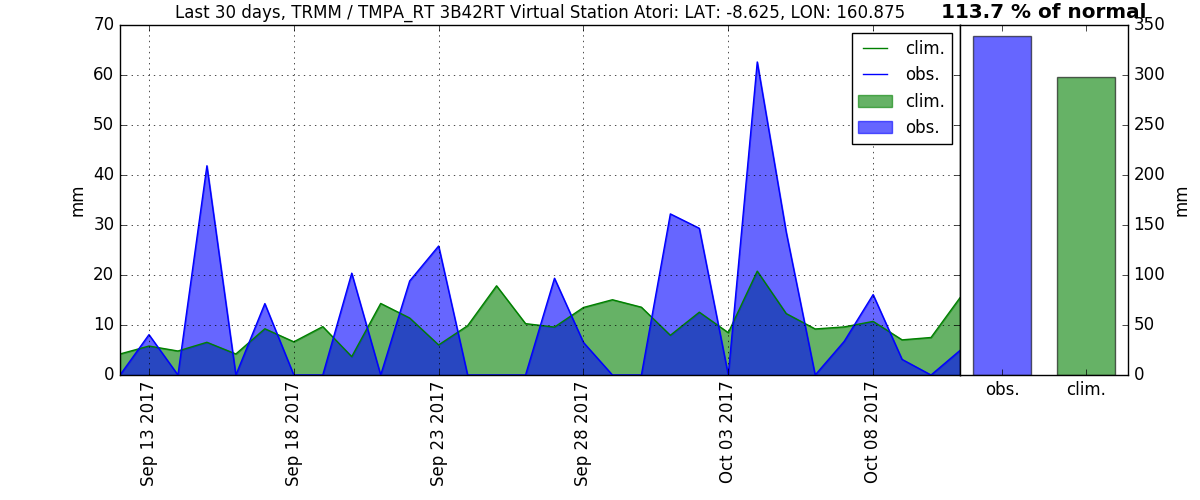 Last 30 days, TRMM / TMPA_RT 3B42RT Virtual Station Atori: LAT: -8.625, LON: 160.875
113.7 % of normal
70
60
50
40
30
20
10
0
mm
clim.
obs.
clim.
obs.
350
300
250
200
150
100
50
0
mm
Sep 13 2017
Sep 18 2017
Sep 23 2017
Sep 28 2017
Oct 03 2017
Oct 08 2017
obs.
clim.